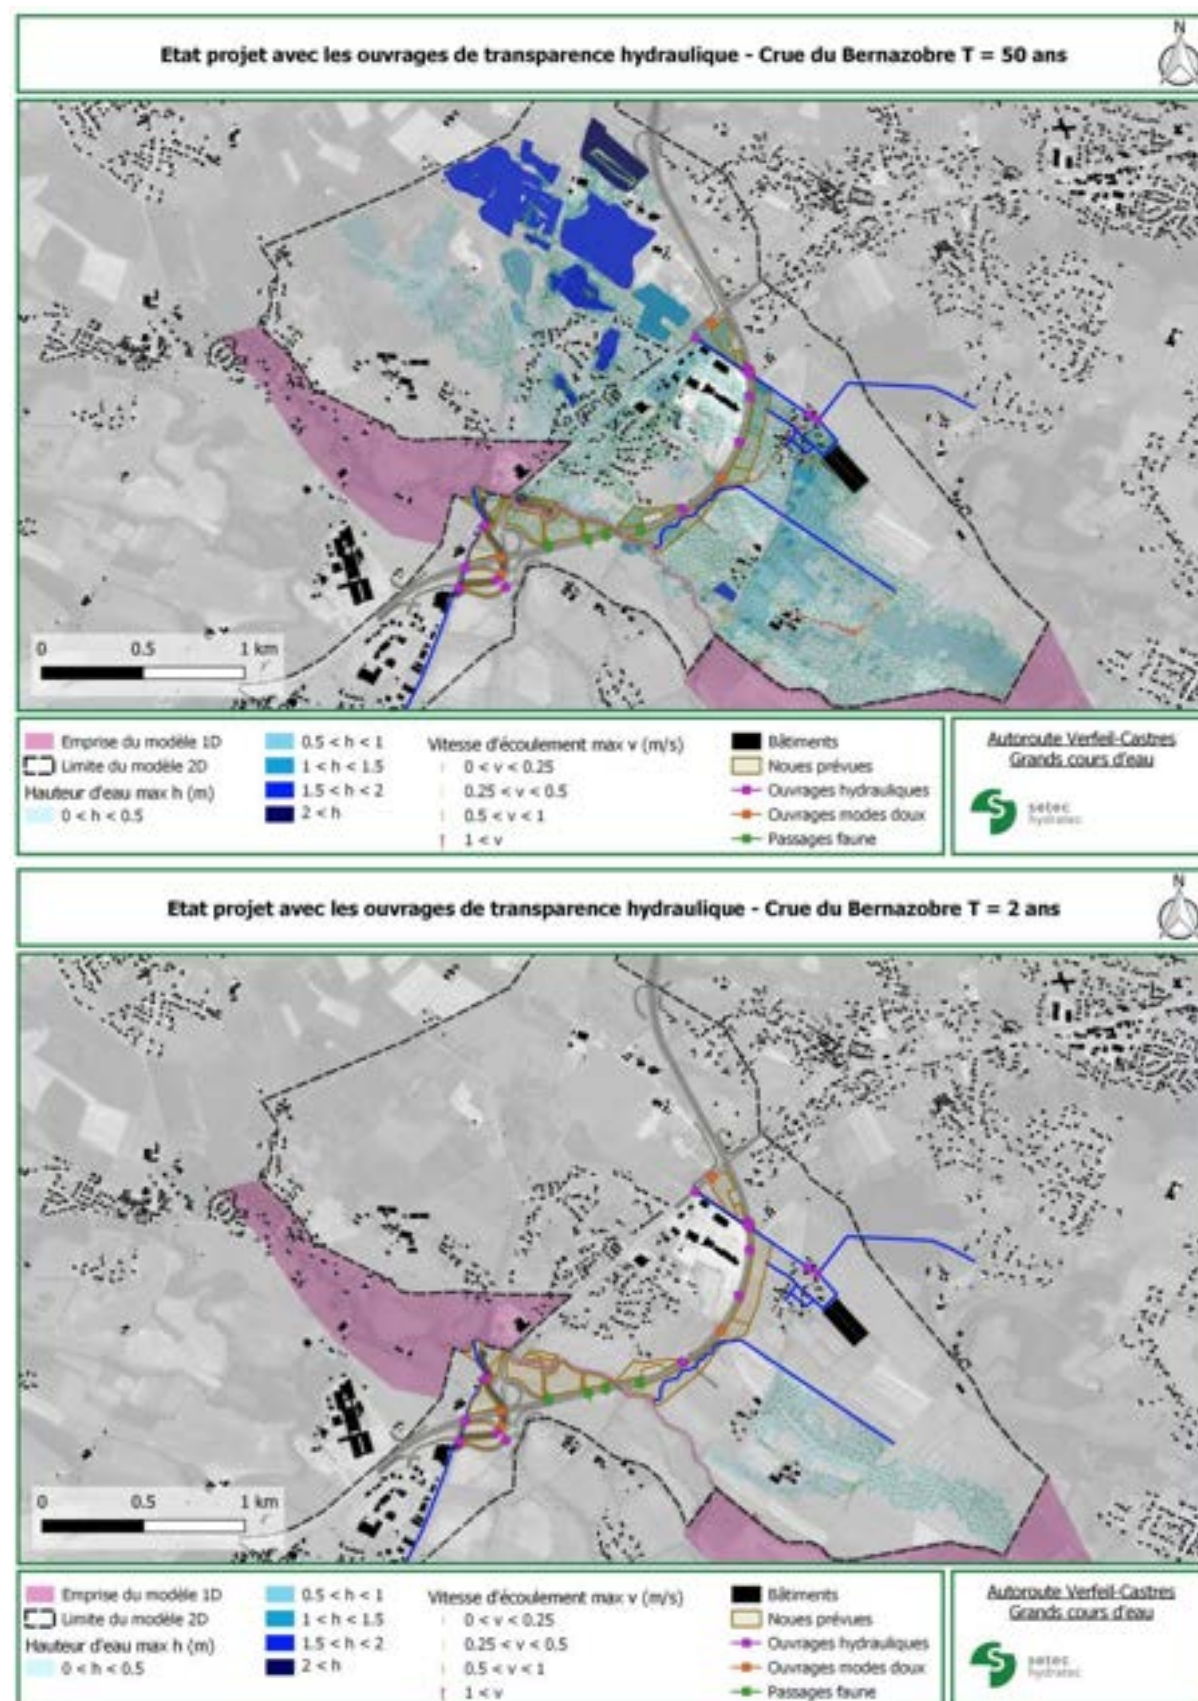 Etat projet avec les ouvrages de transparence hydraulique - Crue du Bernazobre T = 50 ans
N
0 0.5 1 km
Emprise du modèle 1D
Limite du modèle 2D
Hauteur d'eau max h (m)
0 < h < 0.5
0.5 < h < 1
1 < h < 1.5
1.5 < h < 2
2 < h
Vitesse d'écoulement max v (m/s)
0 < v < 0.25
0.25 < v < 0.5
0.5 < v < 1
1 < v
Bâtiments
Noues prévues
Ouvrages hydrauliques
Ouvrages modes doux
Passages faune
Autoroute Verfeil-Castres
Grands cours d'eau
setec
hydratec
Etat projet avec les ouvrages de transparence hydraulique - Crue du Bernazobre T = 2 ans
N
0 0.5 1 km
Emprise du modèle 1D
Limite du modèle 2D
Hauteur d'eau max h (m)
0 < h < 0.5
0.5 < h < 1
1 < h < 1.5
1.5 < h < 2
2 < h
Vitesse d'écoulement max v (m/s)
0 < v < 0.25
0.25 < v < 0.5
0.5 < v < 1
1 < v
Bâtiments
Noues prévues
Ouvrages hydrauliques
Ouvrages modes doux
Passages faune
Autoroute Verfeil-Castres
Grands cours d'eau
setec
hydratec